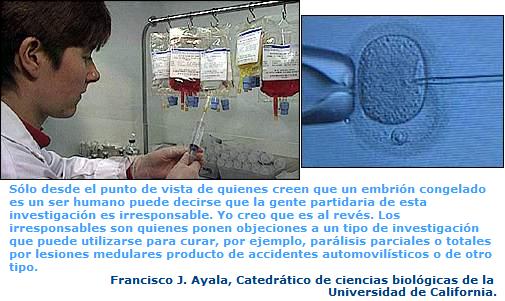 Sólo desde el punto de vista de quienes creen que un embrión congelado
es un ser humano puede decirse que la gente partidaria de esta
investigación es irresponsable. Yo creo que es al revés. Los
irresponsables son quienes ponen objeciones a un tipo de investigación
que puede utilizarse para curar, por ejemplo, parálisis parciales o totales
por lesiones medulares producto de accidentes automovilísticos o de otro
tipo.
Francisco J. Ayala, Catedrático de ciencias biológicas de la
Universidad de California.